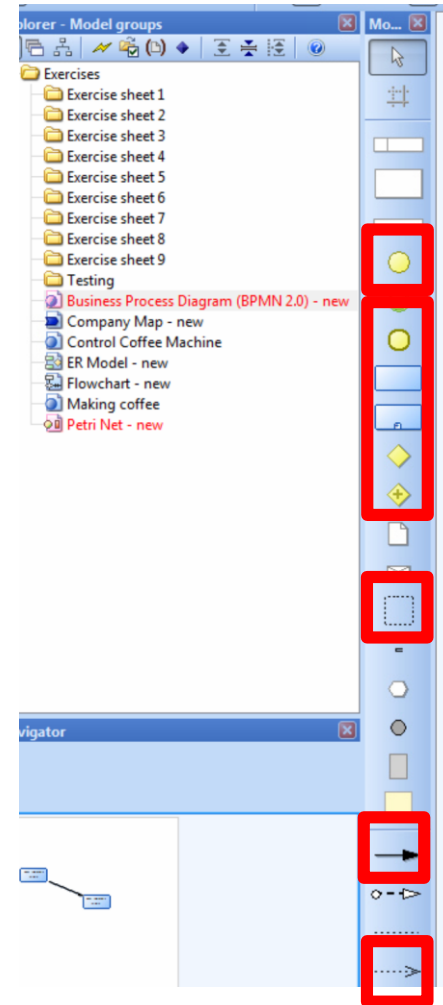 plorer - Model groups
Mo...
Exercises
Exercise sheet 1
Exercise sheet 2
Exercise sheet 3
Exercise sheet 4
Exercise sheet 5
Exercise sheet 6
Exercise sheet 7
Exercise sheet 8
Exercise sheet 9
Testing
Business Process Diagram (BPMN 2.0) - new
Company Map - new
Control Coffee Machine
ER Model - new
Flowchart - new
Making coffee
Petri Net - new
vigator